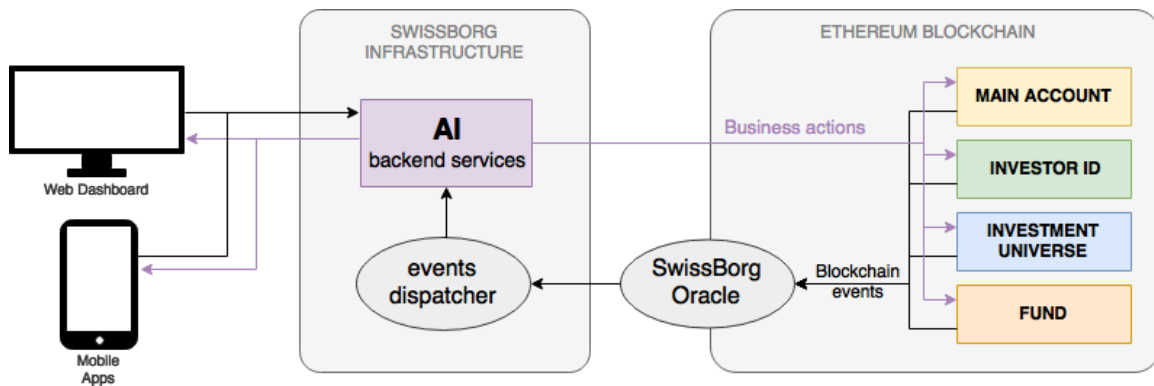 SWISSBORG
INFRASTRUCTURE
ETHEREUM BLOCKCHAIN
AI
backend services
Business actions
MAIN ACCOUNT
INVESTOR ID
INVESTMENT
UNIVERSE
FUND
Web Dashboard
events
dispatcher
SwissBorg
Oracle
Blockchain
events
Mobile
Apps